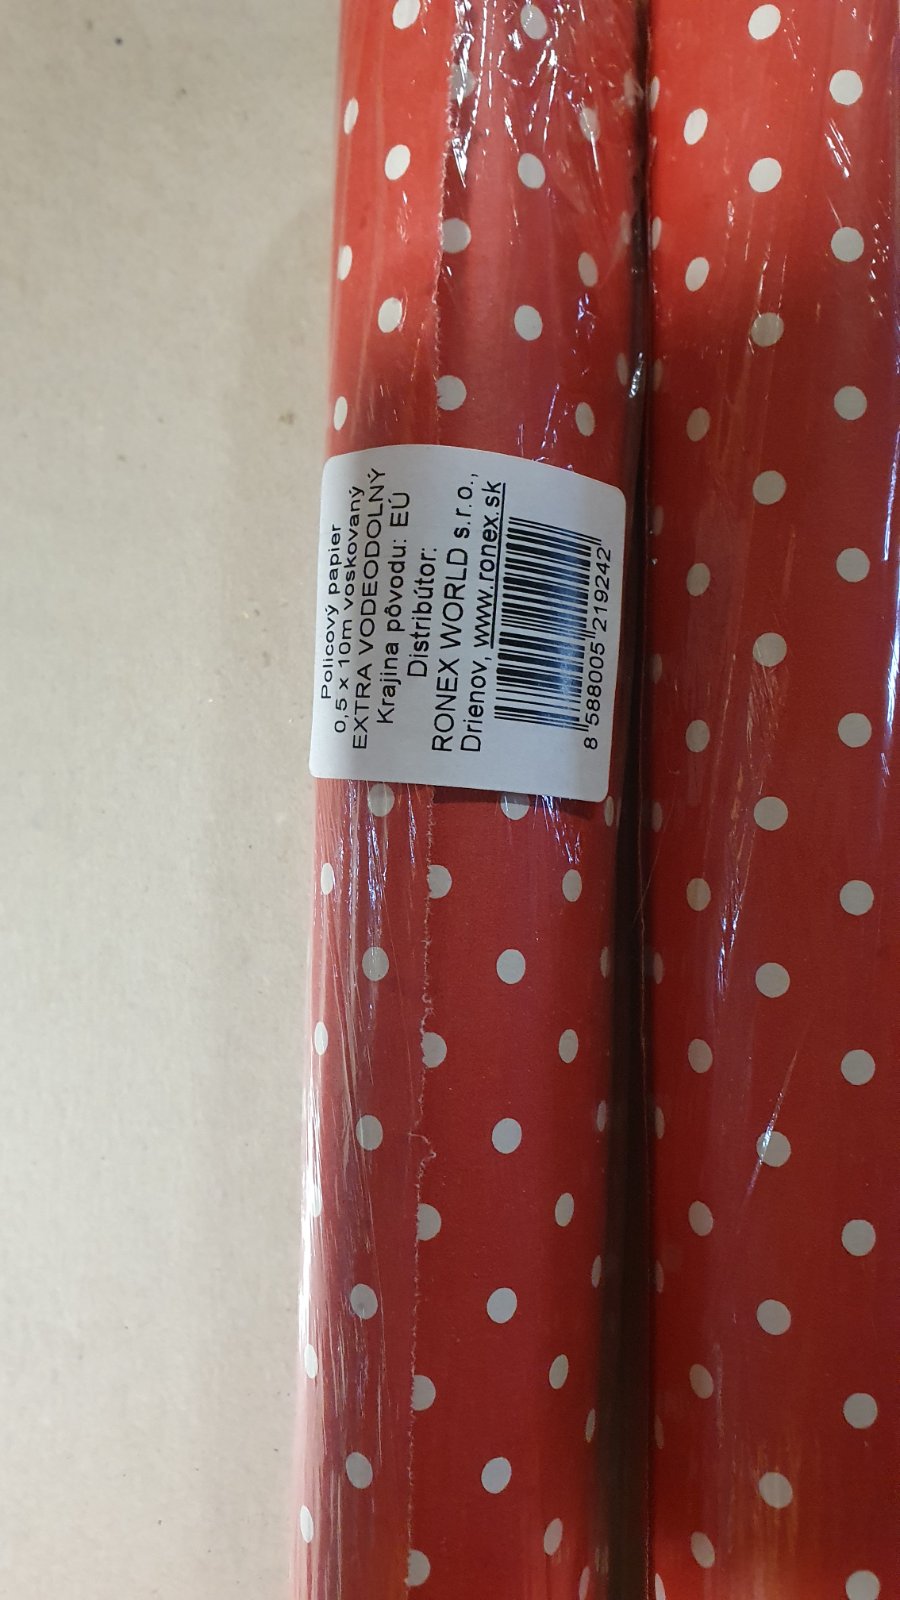 Policový papier
0,5 x 10m voskovaný
EXTRA VODEODOLNÝ
Krajina pôvodu: EÚ
Distribútor:
RONEX WORLD s.r.o.,
Drienov, www.ronex.sk
8 588005 219242